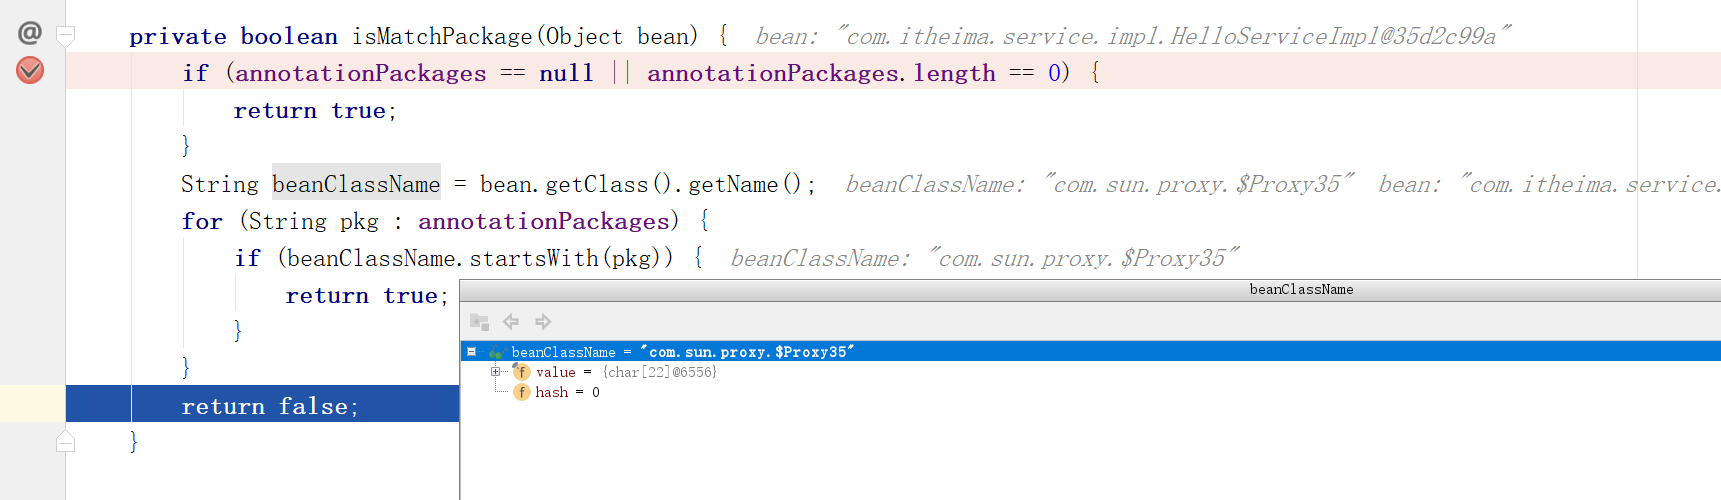 @
private boolean isMatchPackage(Object bean) {  bean: "com.itheima.service.impl.HelloServiceImpl@35d2c99a"
if (annotationPackages == null || annotationPackages.length == 0) {
return true;
}
String beanClassName = bean.getClass().getName();  beanClassName: "com.sun.proxy.$Proxy35"  bean: "com.itheima.service.
for (String pkg : annotationPackages) {
if (beanClassName.startsWith(pkg)) {  beanClassName: "com.sun.proxy.$Proxy35"
return true;
beanClassName
}
beanClassName = "com.sun.proxy.$Proxy35"
}
f value = {char[22]@6556}
f hash = 0
return false;
}